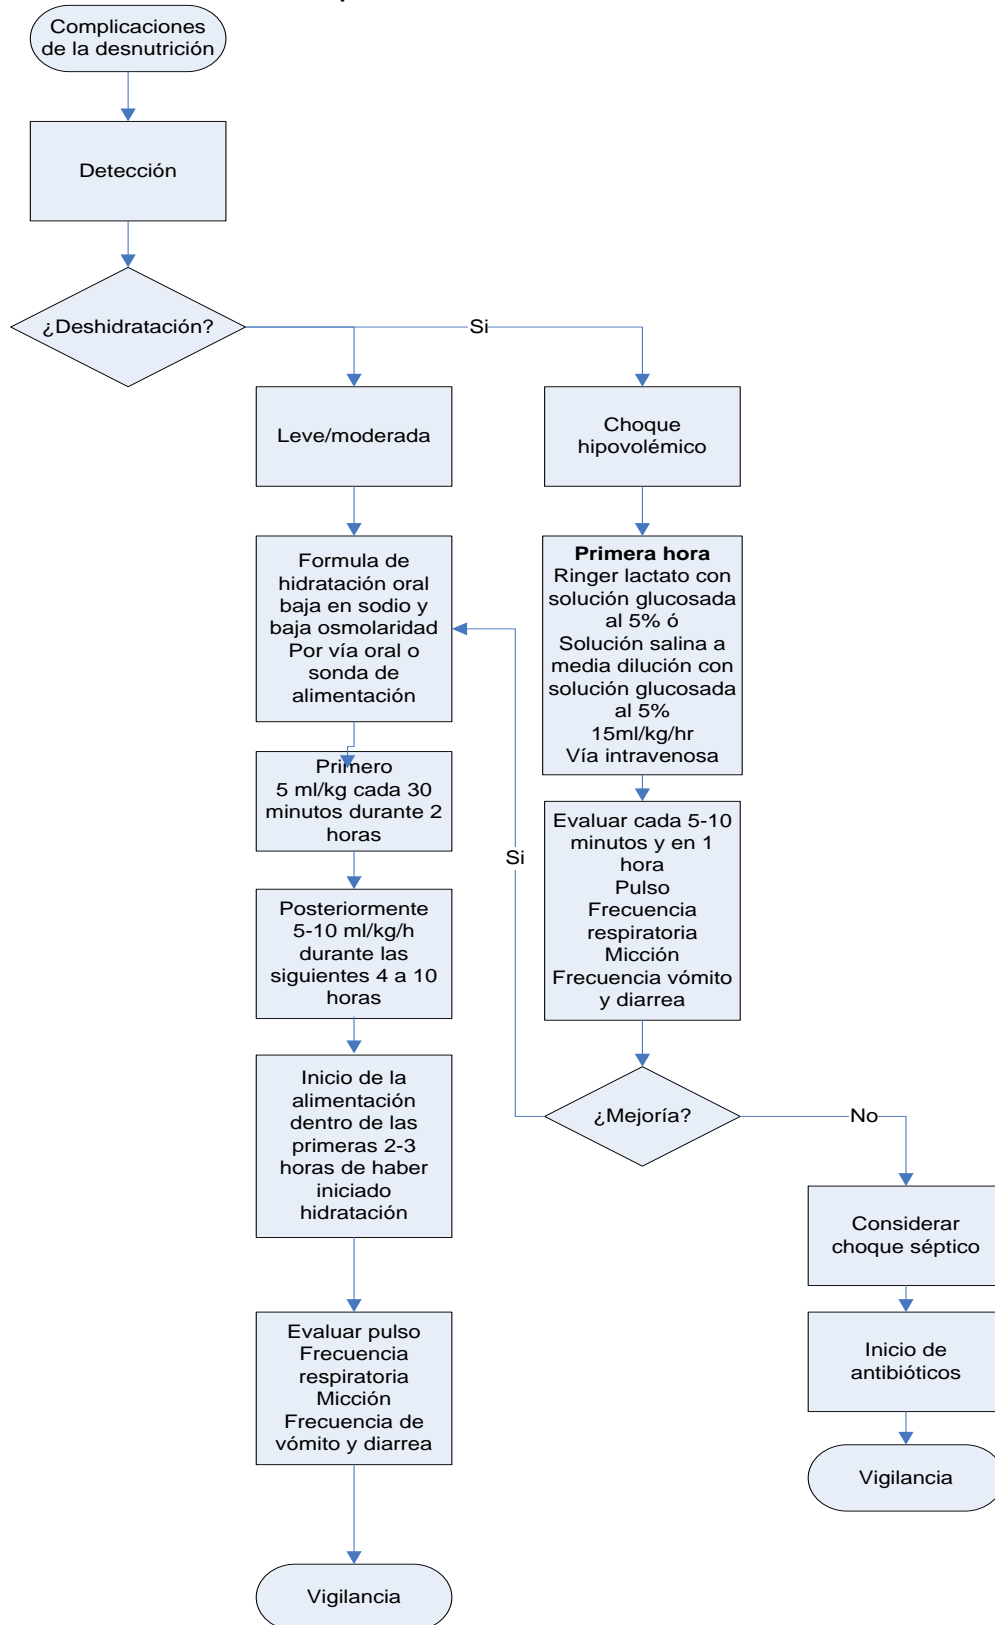 Complicaciones
de la desnutrición
Detección
¿Deshidratación?
Si
Leve/moderada
Choque
hipovolémico
Formula de
hidratación oral
baja en sodio y
baja osmolaridad
Por vía oral o
sonda de
alimentación
Primera hora
Ringer lactato con
solución glucosada
al 5% ó
Solución salina a
media dilución con
solución glucosada
al 5%
15ml/kg/hr
Vía intravenosa
Primero
5 ml/kg cada 30
minutos durante 2
horas
Evaluar cada 5-10
minutos y en 1
hora
Pulso
Frecuencia
respiratoria
Micción
Frecuencia vómito
y diarrea
Si
Posteriormente
5-10 ml/kg/h
durante las
siguientes 4 a 10
horas
Inicio de la
alimentación
dentro de las
primeras 2-3
horas de haber
iniciado
hidratación
¿Mejoría?
No
Considerar
choque séptico
Evaluar pulso
Frecuencia
respiratoria
Micción
Frecuencia de
vómito y diarrea
Inicio de
antibióticos
Vigilancia
Vigilancia